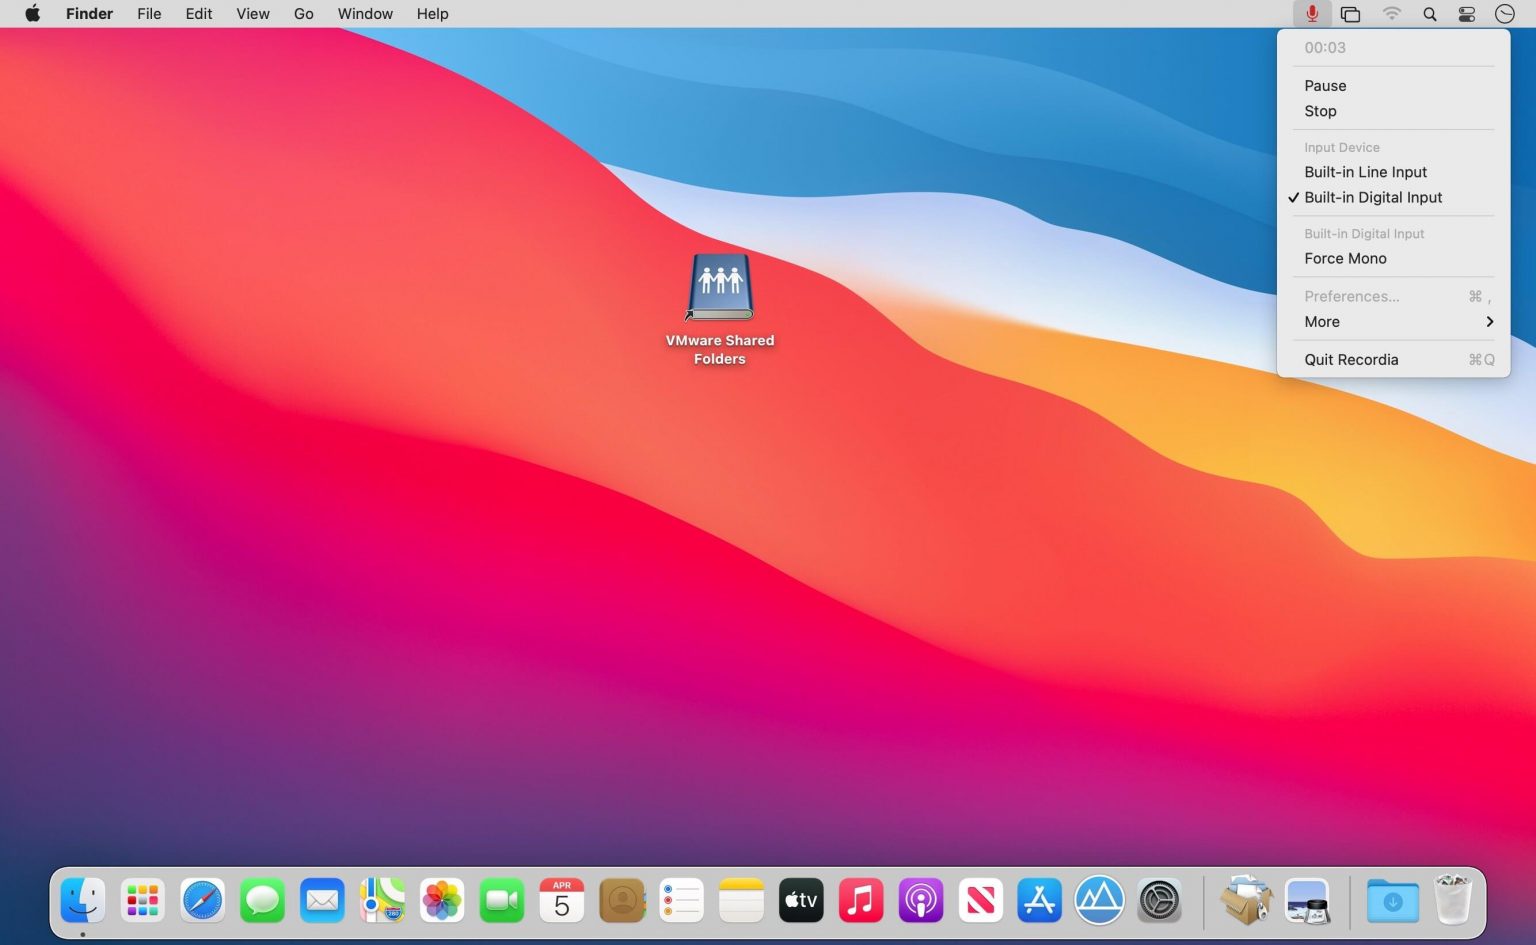 Finder File Edit View Go Window Help
00:03
Pause
Stop
Input Device
Built-in Line Input
✓ Built-in Digital Input
Built-in Digital Input
Force Mono
Preferences... ⌘ ,
More
Quit Recordia ⌘Q
VMware Shared
Folders
APR
5
tv
280